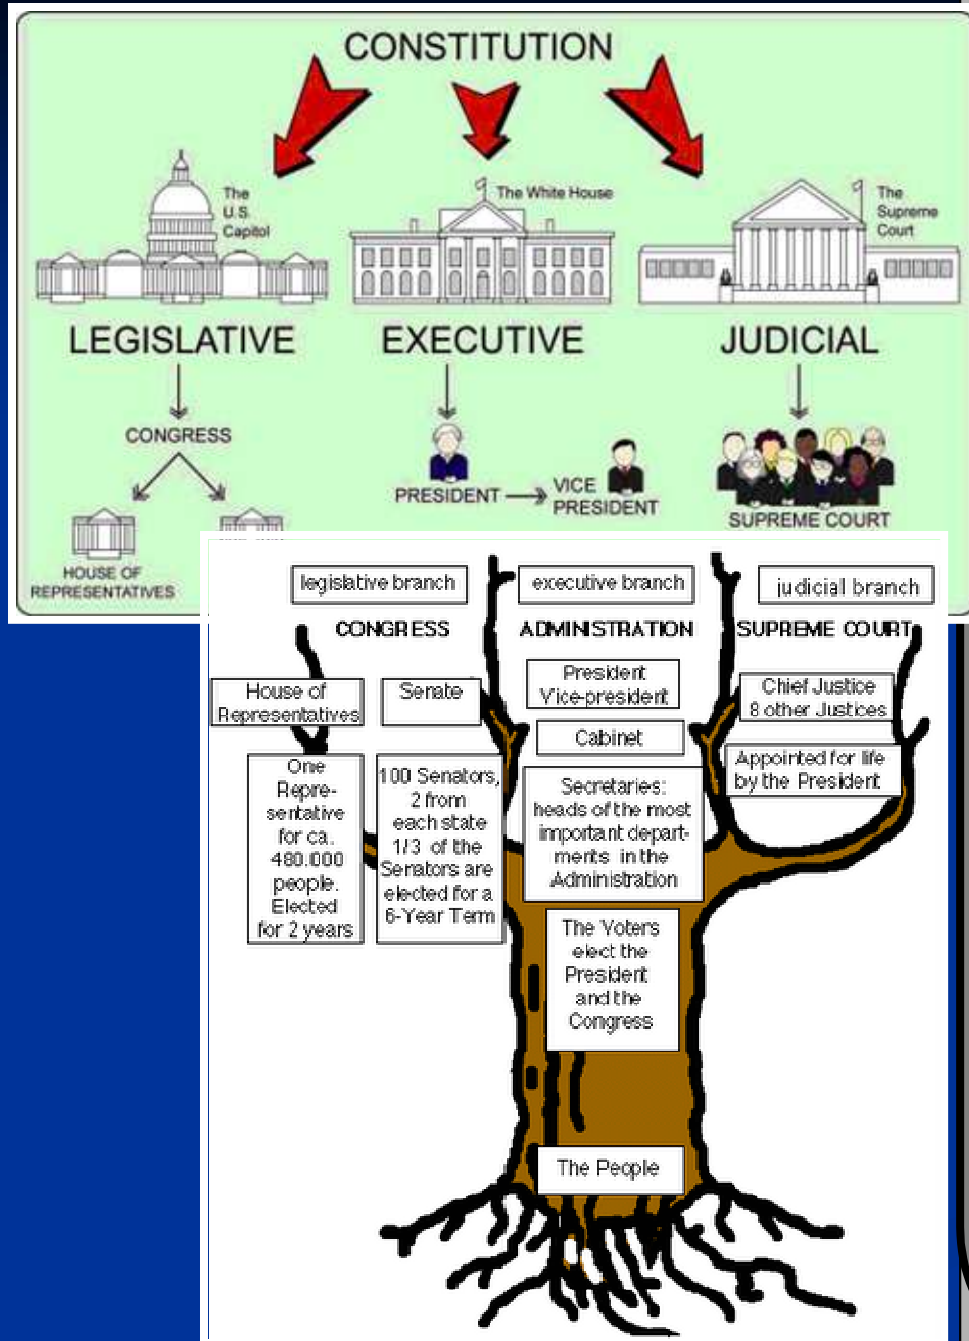 CONSTITUTION
The
U.S.
Capitol
The White House
The
Supreme
Court
LEGISLATIVE
EXECUTIVE
JUDICIAL
CONGRESS
PRESIDENT
VICE
PRESIDENT
SUPREME COURT
HOUSE OF
REPRESENTATIVES
legislative branch
executive branch
judicial branch
CONGRESS
ADMINISTRATION
SUPREME COURT
House of
Representatives
Senate
President
Vice-president
Chief Justice
8 other Justices
Cabinet
One
Repre-
sentative
for ca.
480.000
people.
Elected
for 2 years
100 Senators,
2 from
each state
1/3 of the
Senators are
elected for a
6-Year Term
Secretaries:
heads of the most
important depart-
ments in the
Administration
Appointed for life
by the President
The Voters
elect the
President
and the
Congress
The People